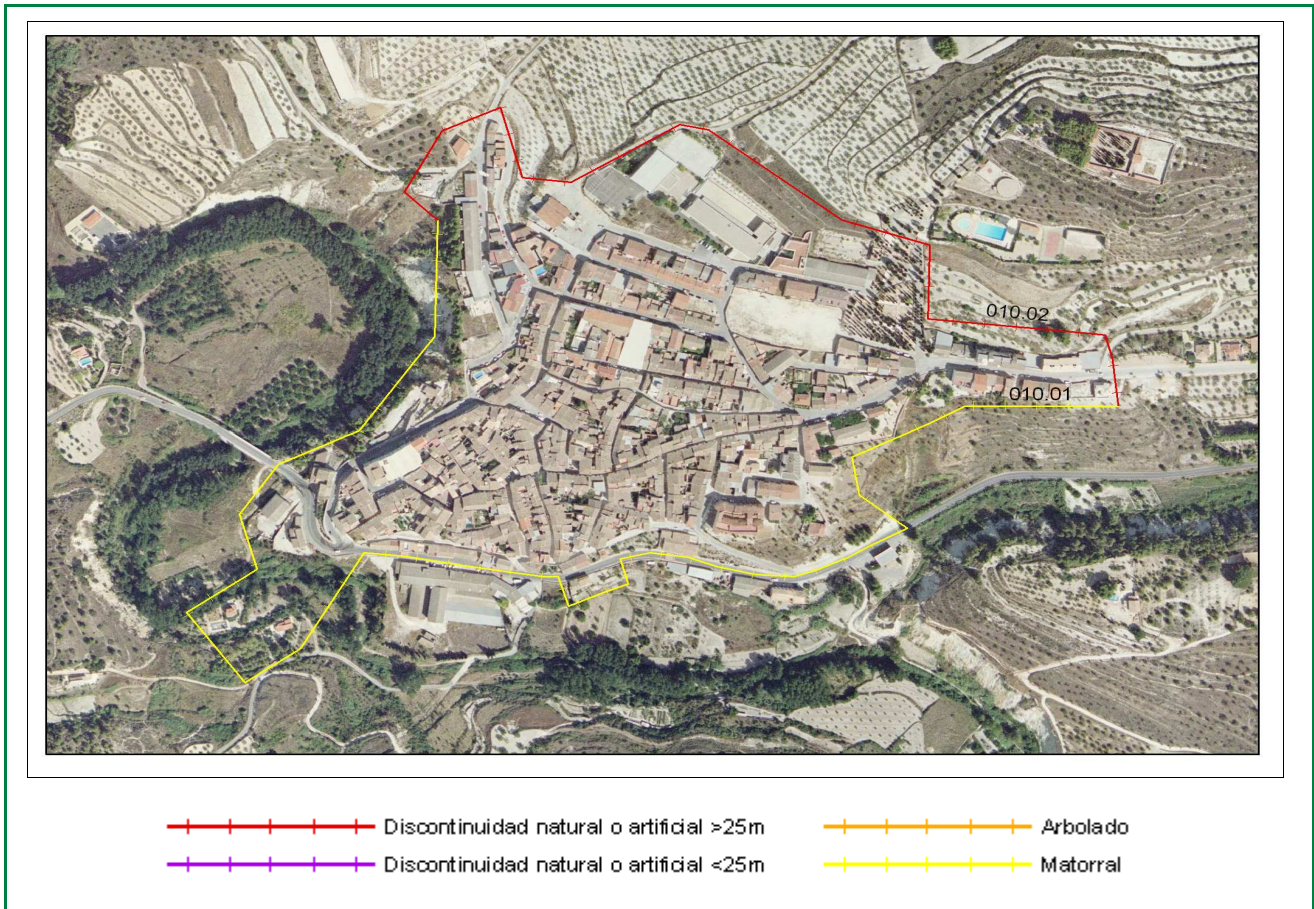 010.02
010.01
Discontinuidad natural o artificial >25m
Arbolado
Discontinuidad natural o artificial <25m
Matorral